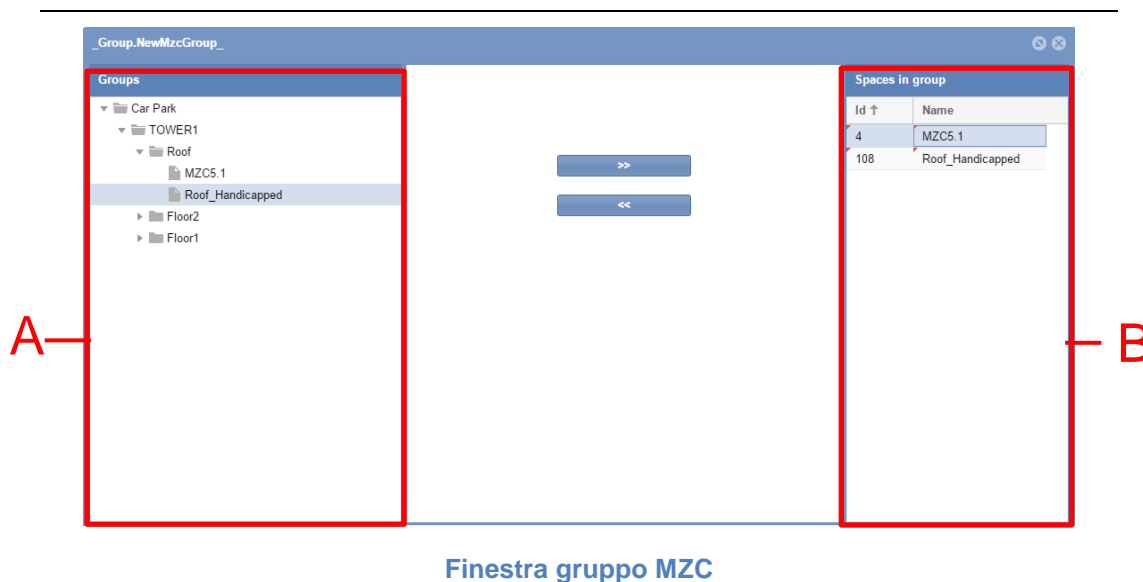 _Group.NewMzcGroup_
Groups
Spaces in group
Car Park
TOWER1
Roof
MZC5.1
Roof_Handicapped
Floor2
Floor1
>>
<<
Id ↑ Name
4 MZC5.1
108 Roof_Handicapped
A
B
Finestra gruppo MZC